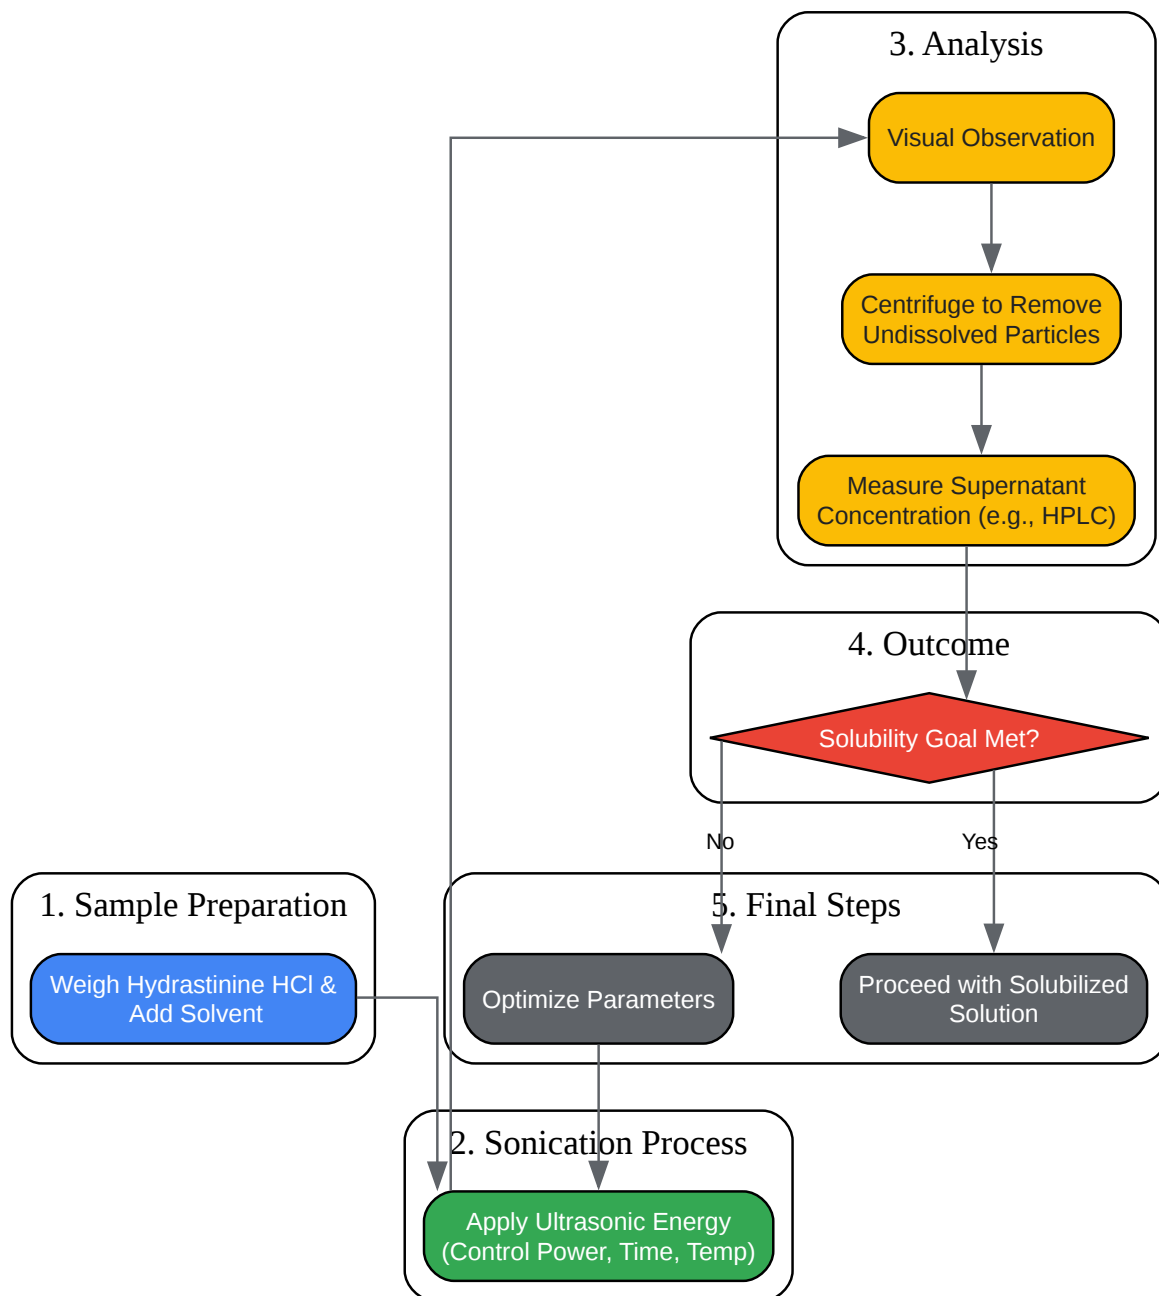 3. Analysis
Visual Observation
Centrifuge to Remove
Undissolved Particles
Measure Supernatant
Concentration (e.g., HPLC)
4. Outcome
Solubility Goal Met?
No
Yes
1. Sample Preparation
Weigh Hydrastinine HCl &
Add Solvent
5. Final Steps
Optimize Parameters
Proceed with Solubilized
Solution
2. Sonication Process
Apply Ultrasonic Energy
(Control Power, Time, Temp)